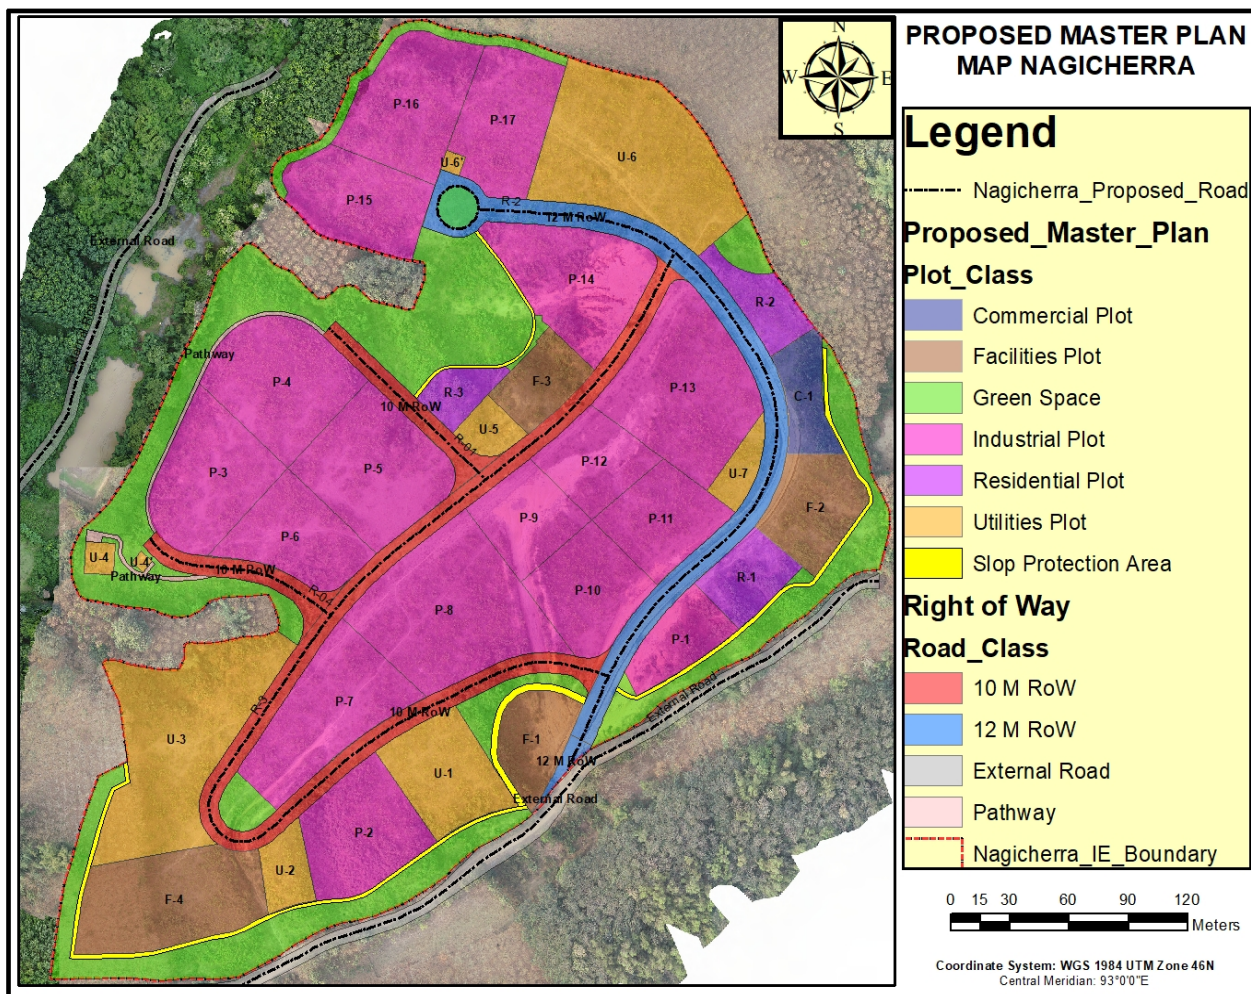 PROPOSED MASTER PLAN
MAP NAGICHERRA
N
W E
S
Legend
Nagicherra_Proposed_Road
Proposed_Master_Plan
Plot_Class
Commercial Plot
Facilities Plot
Green Space
Industrial Plot
Residential Plot
Utilities Plot
Slop Protection Area
Right of Way
Road_Class
10 M RoW
12 M RoW
External Road
Pathway
Nagicherra_IE_Boundary
0 15 30 60 90 120
Meters
Coordinate System: WGS 1984 UTM Zone 46N
Central Meridian: 93°0'0"E
P-16
P-17
U-6'
U-6
P-15
R-2
12 M RoW
External Road
P-14
R-2
Pathway
P-4
P-13
R-3
F-3
C-1
10 M RoW
U-5
R-01
P-3
P-5
P-12
U-7
P-9
P-11
F-2
P-6
U-4
U-4'
Pathway
10 M RoW
R-04
P-8
P-10
R-1
P-1
External Road
P-7
R-3
10 M RoW
U-3
F-1
12 M RoW
U-1
External Road
P-2
U-2
F-4